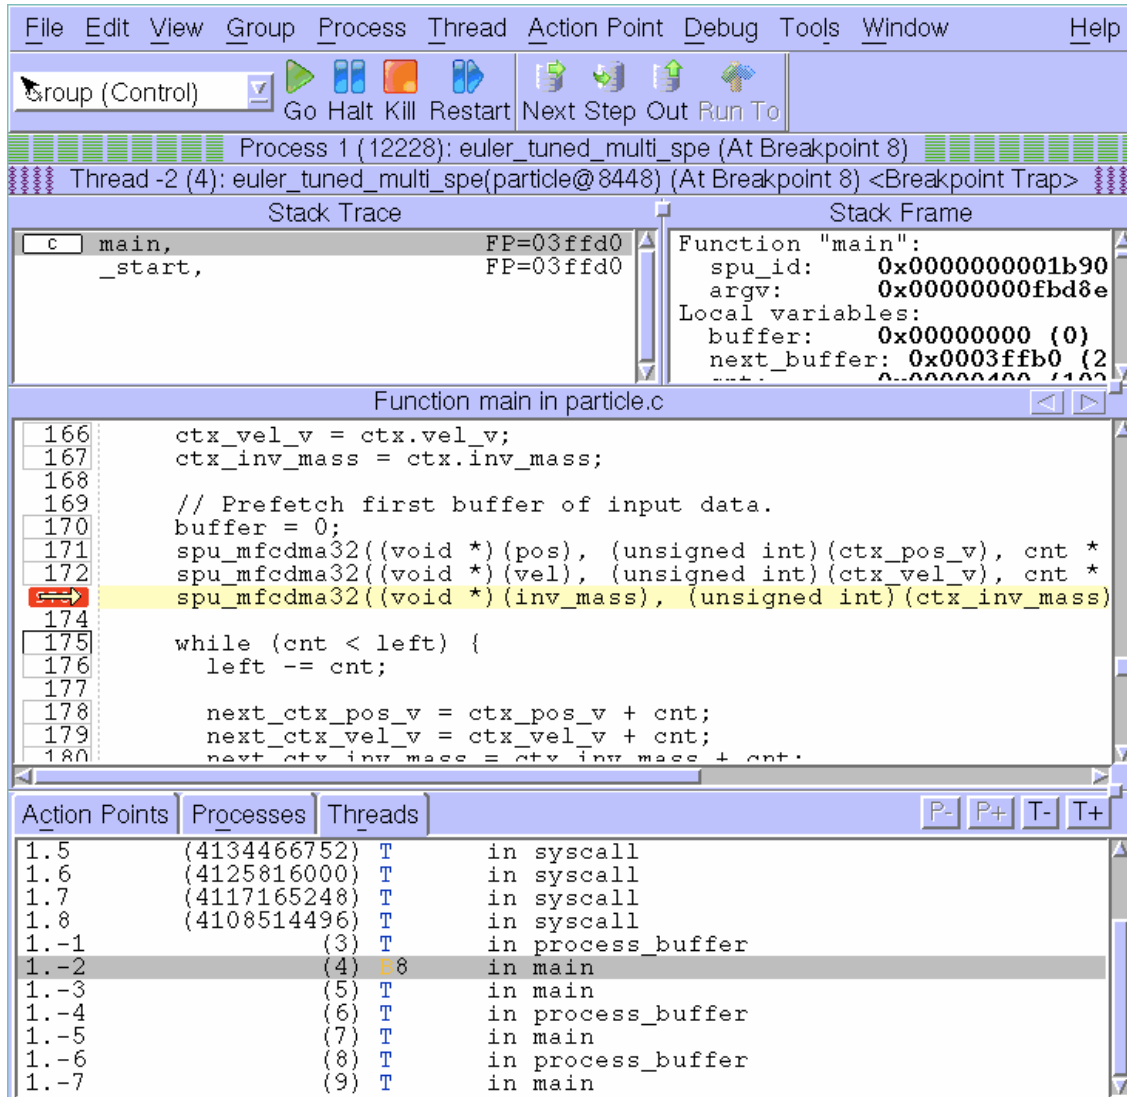 File Edit View Group Process Thread Action Point Debug Tools Window Help
Group (Control) Go Halt Kill Restart Next Step Out Run To
Process 1 (12228): euler_tuned_multi_spe (At Breakpoint 8)
Thread -2 (4): euler_tuned_multi_spe(particle@8448) (At Breakpoint 8) <Breakpoint Trap>
Stack Trace
C main, FP=03ffd0
_start, FP=03ffd0
Stack Frame
Function "main":
spu_id: 0x0000000001b90
argv: 0x00000000fbd8e
Local variables:
buffer: 0x00000000 (0)
next_buffer: 0x0003ffb0 (2
Function main in particle.c
166 ctx_vel_v = ctx.vel_v;
167 ctx_inv_mass = ctx.inv_mass;
168
169 // Prefetch first buffer of input data.
170 buffer = 0;
171 spu_mfcdma32((void *)(pos), (unsigned int)(ctx_pos_v), cnt *
172 spu_mfcdma32((void *)(vel), (unsigned int)(ctx_vel_v), cnt *
spu_mfcdma32((void *)(inv_mass), (unsigned int)(ctx_inv_mass)
174
175 while (cnt < left) {
176 left -= cnt;
177
178 next_ctx_pos_v = ctx_pos_v + cnt;
179 next_ctx_vel_v = ctx_vel_v + cnt;
180 next_ctx_inv_mass = ctx_inv_mass + cnt;
Action Points Processes Threads P- P+ T- T+
1.5 (4134466752) T in syscall
1.6 (4125816000) T in syscall
1.7 (4117165248) T in syscall
1.8 (4108514496) T in syscall
1.-1 (3) T in process_buffer
1.-2 (4) B8 in main
1.-3 (5) T in main
1.-4 (6) T in process_buffer
1.-5 (7) T in main
1.-6 (8) T in process_buffer
1.-7 (9) T in main